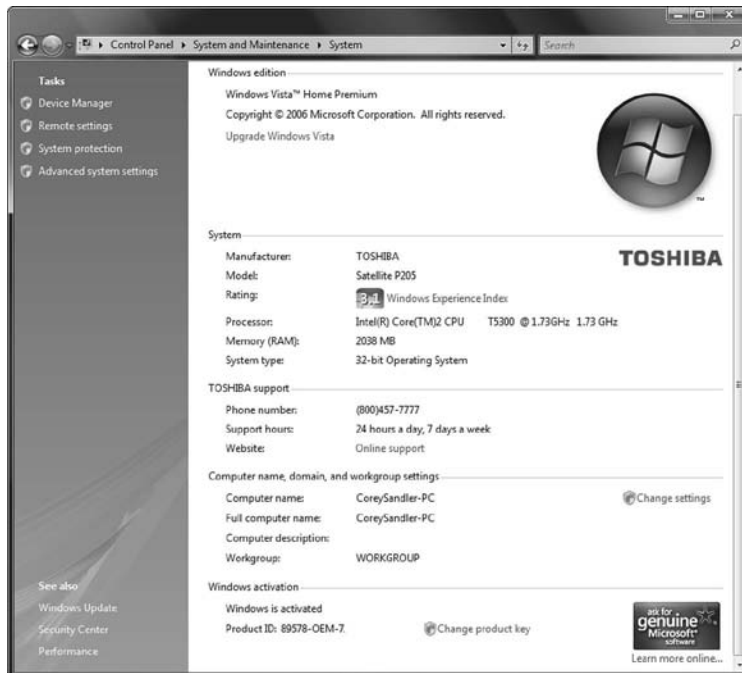 Control Panel ▸ System and Maintenance ▸ System
Search
Tasks
Device Manager
Remote settings
System protection
Advanced system settings
Windows edition
Windows Vista™ Home Premium
Copyright © 2006 Microsoft Corporation. All rights reserved.
Upgrade Windows Vista
TM
System
Manufacturer: TOSHIBA
Model: Satellite P205
Rating: 3,1 Windows Experience Index
Processor: Intel(R) Core(TM)2 CPU T5300 @ 1.73GHz 1.73 GHz
Memory (RAM): 2038 MB
System type: 32-bit Operating System
TOSHIBA
TOSHIBA support
Phone number: (800)457-7777
Support hours: 24 hours a day, 7 days a week
Website: Online support
Computer name, domain, and workgroup settings
Computer name: CoreySandler-PC
Change settings
Full computer name: CoreySandler-PC
Computer description:
Workgroup: WORKGROUP
Windows activation
Windows is activated
Product ID: 89578-OEM-7.
Change product key
ask for
genuine
Microsoft®
software
Learn more online...
See also
Windows Update
Security Center
Performance